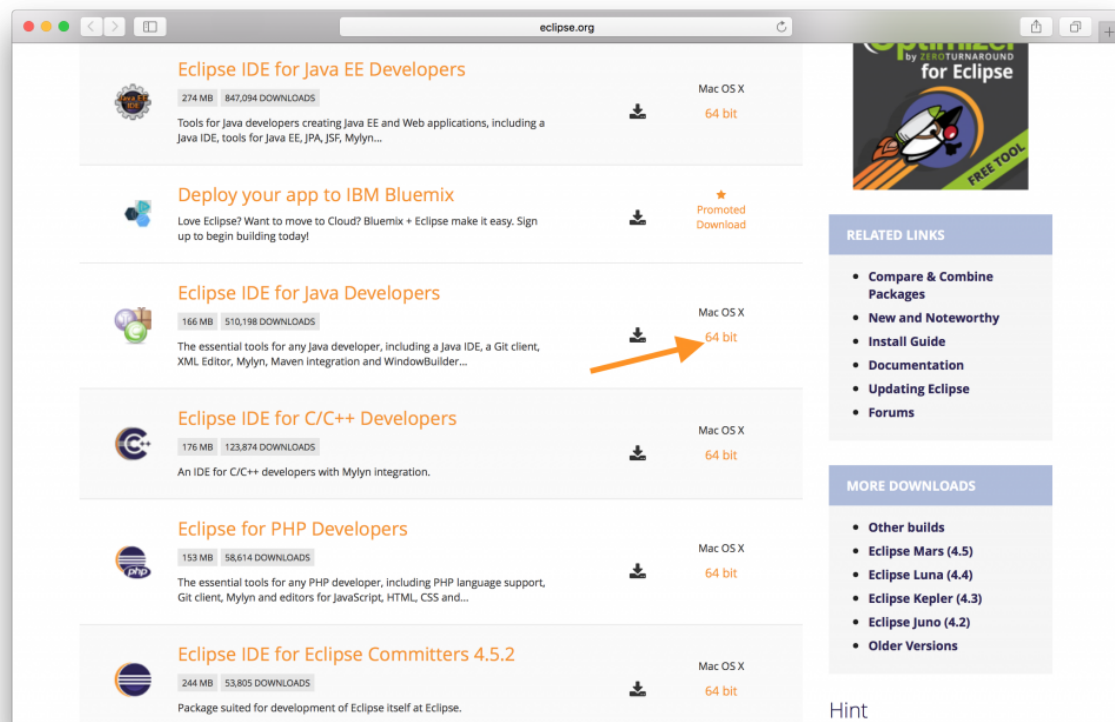 eclipse.org
Eclipse IDE for Java EE Developers
274 MB 847,094 DOWNLOADS
Tools for Java developers creating Java EE and Web applications, including a
Java IDE, tools for Java EE, JPA, JSF, Mylyn...
Mac OS X
64 bit
Java EE
IDE
Deploy your app to IBM Bluemix
Love Eclipse? Want to move to Cloud? Bluemix + Eclipse make it easy. Sign
up to begin building today!
Promoted
Download
Eclipse IDE for Java Developers
166 MB 510,198 DOWNLOADS
The essential tools for any Java developer, including a Java IDE, a Git client,
XML Editor, Mylyn, Maven integration and WindowBuilder...
Mac OS X
64 bit
Eclipse IDE for C/C++ Developers
176 MB 123,874 DOWNLOADS
An IDE for C/C++ developers with Mylyn integration.
Mac OS X
64 bit
C++
Eclipse for PHP Developers
153 MB 58,614 DOWNLOADS
The essential tools for any PHP developer, including PHP language support,
Git client, Mylyn and editors for JavaScript, HTML, CSS and...
Mac OS X
64 bit
php
Eclipse IDE for Eclipse Committers 4.5.2
244 MB 53,805 DOWNLOADS
Package suited for development of Eclipse itself at Eclipse.
Mac OS X
64 bit
Optimizer
by ZEROTURNAROUND
for Eclipse
FREE TOOL
RELATED LINKS
Compare & Combine
Packages
New and Noteworthy
Install Guide
Documentation
Updating Eclipse
Forums
MORE DOWNLOADS
Other builds
Eclipse Mars (4.5)
Eclipse Luna (4.4)
Eclipse Kepler (4.3)
Eclipse Juno (4.2)
Older Versions
Hint